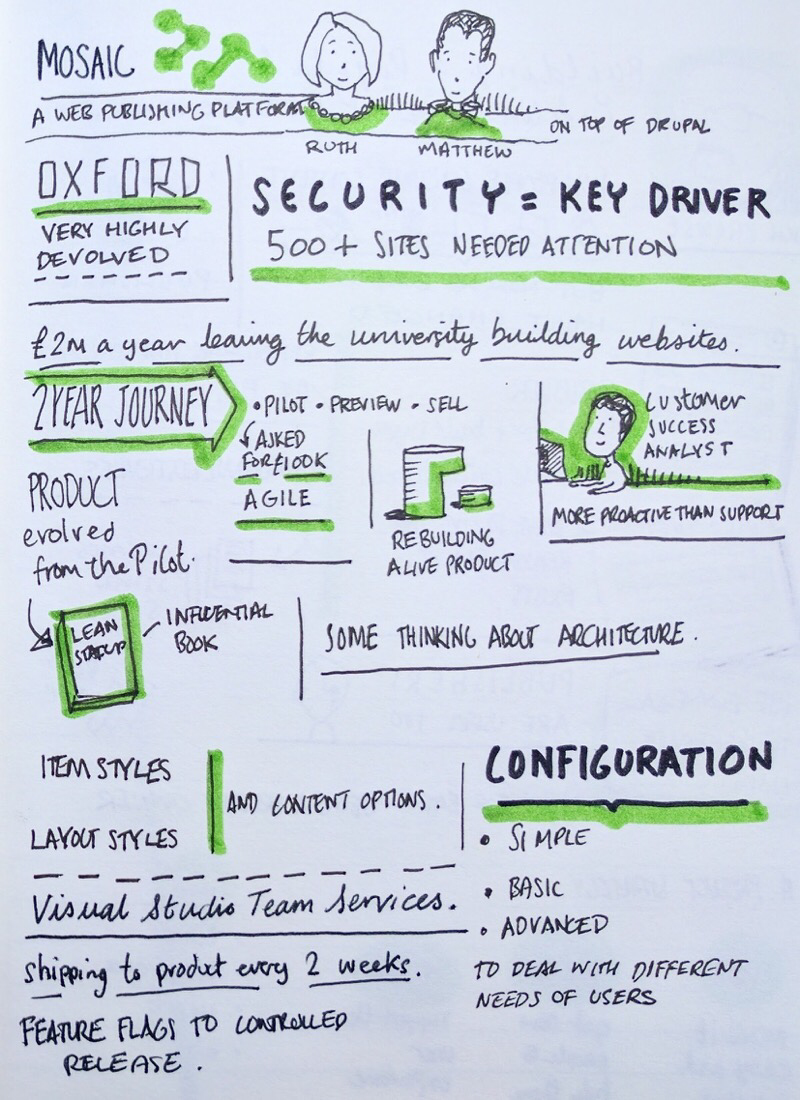 MOSAIC
A WEB PUBLISHING PLATFORM
ON TOP OF DRUPAL
RUTH
MATTHEW
OXFORD
VERY HIGHLY
DEVOLVED
SECURITY = KEY DRIVER
500+ SITES NEEDED ATTENTION
£2M a year leaving the university building websites.
2 YEAR JOURNEY
• PILOT • PREVIEW • SELL
ASKED
FOR £100K
AGILE
PRODUCT
evolved
from the Pilot.
REBUILDING
A LIVE PRODUCT
Customer
SUCCESS
ANALYST
MORE PROACTIVE THAN SUPPORT
LEAN
STARTUP
INFLUENTIAL
BOOK
SOME THINKING ABOUT ARCHITECTURE.
ITEM STYLES
LAYOUT STYLES
AND CONTENT OPTIONS.
CONFIGURATION
• SIMPLE
• BASIC
• ADVANCED
TO DEAL WITH DIFFERENT
NEEDS OF USERS
Visual Studio Team Services.
shipping to product every 2 weeks.
FEATURE FLAGS TO CONTROLLED
RELEASE.